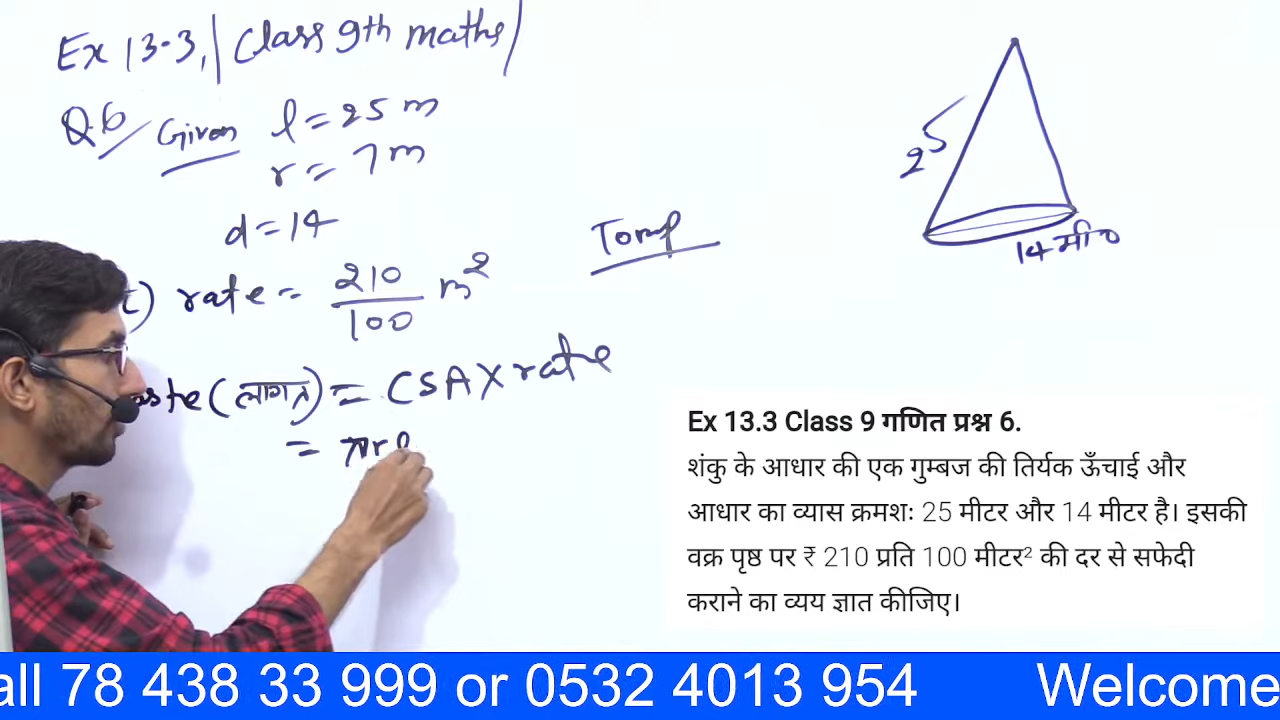 Ex 13.3, Class 9th maths
Q.6 Given l = 25 m
r = 7 m
d = 14
rate = 210/100 m²
(लागत) = CSA X rate
= πrl
Tomb
25
14 मी०
Ex 13.3 Class 9 गणित प्रश्न 6.
शंकु के आधार की एक गुम्बज की तिर्यक ऊँचाई और
आधार का व्यास क्रमशः 25 मीटर और 14 मीटर है। इसकी
वक्र पृष्ठ पर ₹ 210 प्रति 100 मीटर² की दर से सफेदी
कराने का व्यय ज्ञात कीजिए।
all 78 438 33 999 or 0532 4013 954 Welcome